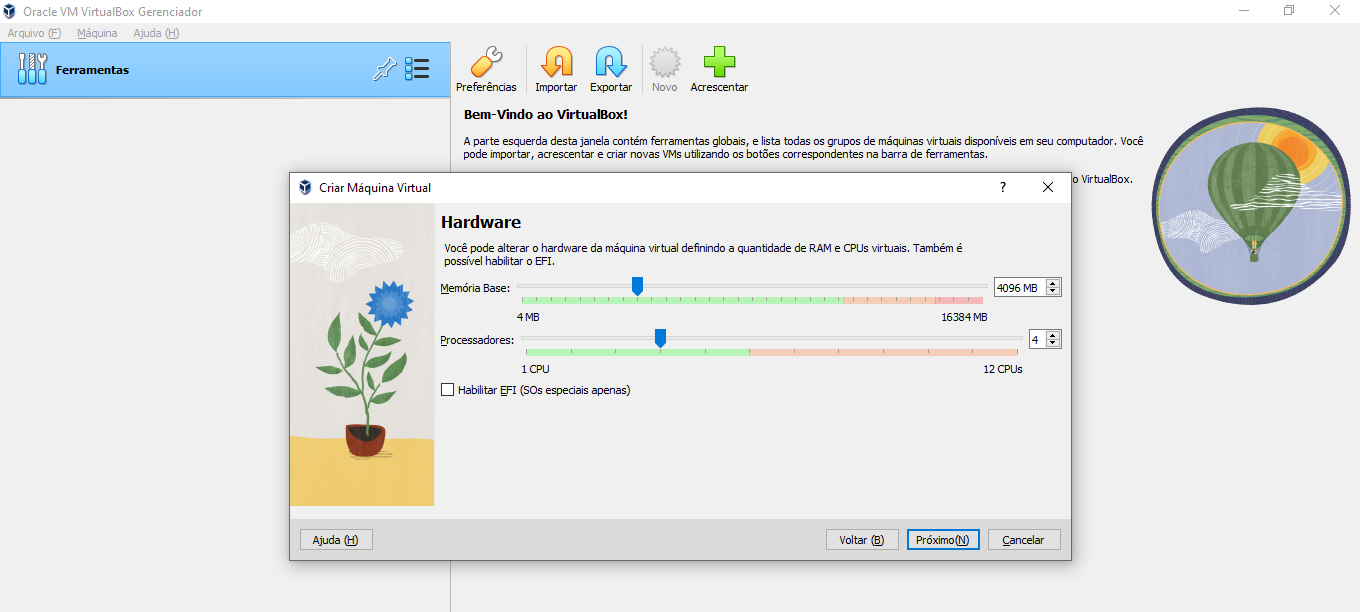 Oracle VM VirtualBox Gerenciador
Arquivo (F) Máquina Ajuda (H)
Ferramentas
Preferências Importar Exportar Novo Acrescentar
Bem-Vindo ao VirtualBox!
A parte esquerda desta janela contém ferramentas globais, e lista todas os grupos de máquinas virtuais disponíveis em seu computador. Você
pode importar, acrescentar e criar novas VMs utilizando os botões correspondentes na barra de ferramentas.
o VirtualBox.
Criar Máquina Virtual
?
Hardware
Você pode alterar o hardware da máquina virtual definindo a quantidade de RAM e CPUs virtuais. Também é
possível habilitar o EFI.
Memória Base: 4096 MB
4 MB 16384 MB
Processadores: 4
1 CPU 12 CPUs
Habilitar EFI (SOs especiais apenas)
Ajuda (H) Voltar (B) Próximo(N) Cancelar